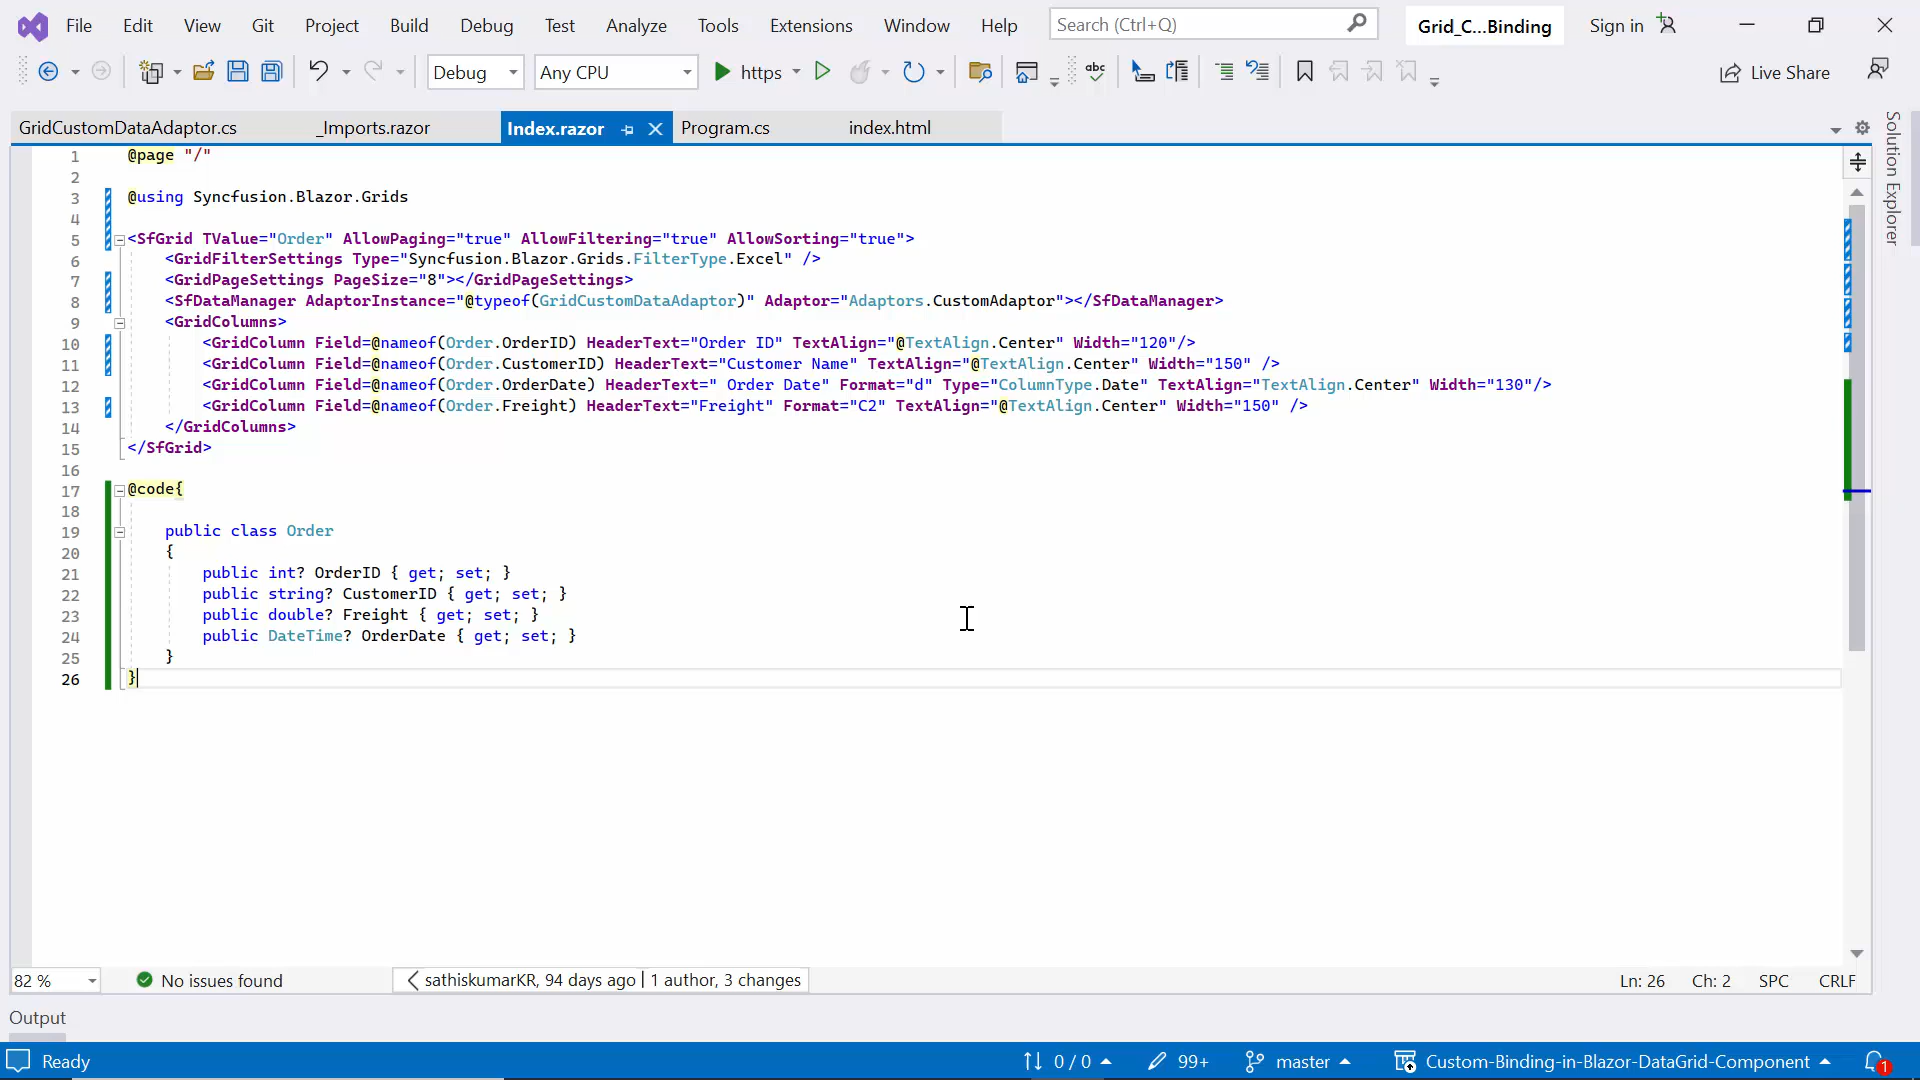 File Edit View Git Project Build Debug Test Analyze Tools Extensions Window Help Search (Ctrl+Q) Grid_C...Binding Sign in
Debug Any CPU https abc Live Share
GridCustomDataAdaptor.cs _Imports.razor Index.razor Program.cs index.html
Solution Explorer
1 @page "/"
2
3 @using Syncfusion.Blazor.Grids
4
5 <SfGrid TValue="Order" AllowPaging="true" AllowFiltering="true" AllowSorting="true">
6 <GridFilterSettings Type="Syncfusion.Blazor.Grids.FilterType.Excel" />
7 <GridPageSettings PageSize="8"></GridPageSettings>
8 <SfDataManager AdaptorInstance="@typeof(GridCustomDataAdaptor)" Adaptor="Adaptors.CustomAdaptor"></SfDataManager>
9 <GridColumns>
10 <GridColumn Field=@nameof(Order.OrderID) HeaderText="Order ID" TextAlign="@TextAlign.Center" Width="120"/>
11 <GridColumn Field=@nameof(Order.CustomerID) HeaderText="Customer Name" TextAlign="@TextAlign.Center" Width="150" />
12 <GridColumn Field=@nameof(Order.OrderDate) HeaderText=" Order Date" Format="d" Type="ColumnType.Date" TextAlign="TextAlign.Center" Width="130"/>
13 <GridColumn Field=@nameof(Order.Freight) HeaderText="Freight" Format="C2" TextAlign="@TextAlign.Center" Width="150" />
14 </GridColumns>
15 </SfGrid>
16
17 @code{
18
19 public class Order
20 {
21 public int? OrderID { get; set; }
22 public string? CustomerID { get; set; }
23 public double? Freight { get; set; }
24 public DateTime? OrderDate { get; set; }
25 }
26 }
82 % No issues found sathiskumarKR, 94 days ago | 1 author, 3 changes Ln: 26 Ch: 2 SPC CRLF
Output
Ready 0 / 0 99+ master Custom-Binding-in-Blazor-DataGrid-Component 1